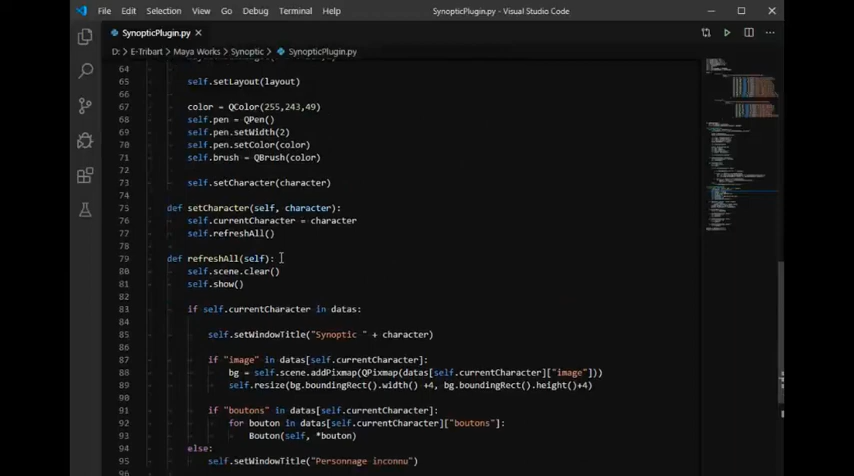 File Edit Selection View Go Debug Terminal Help SynopticPlugin.py - Visual Studio Code
SynopticPlugin.py
D: > E-Tribart > Maya Works > Synoptic > SynopticPlugin.py
64
65 self.setLayout(layout)
66
67 color = QColor(255,243,49)
68 self.pen = QPen()
69 self.pen.setWidth(2)
70 self.pen.setColor(color)
71 self.brush = QBrush(color)
72
73 self.setCharacter(character)
74
75 def setCharacter(self, character):
76 self.currentCharacter = character
77 self.refreshAll()
78
79 def refreshAll(self):
80 self.scene.clear()
81 self.show()
82
83 if self.currentCharacter in datas:
84
85 self.setWindowTitle("Synoptic " + character)
86
87 if "image" in datas[self.currentCharacter]:
88 bg = self.scene.addPixmap(QPixmap(datas[self.currentCharacter]["image"]))
89 self.resize(bg.boundingRect().width() +4, bg.boundingRect().height()+4)
90
91 if "boutons" in datas[self.currentCharacter]:
92 for bouton in datas[self.currentCharacter]["boutons"]:
93 Bouton(self, *bouton)
94 else:
95 self.setWindowTitle("Personnage inconnu")
96